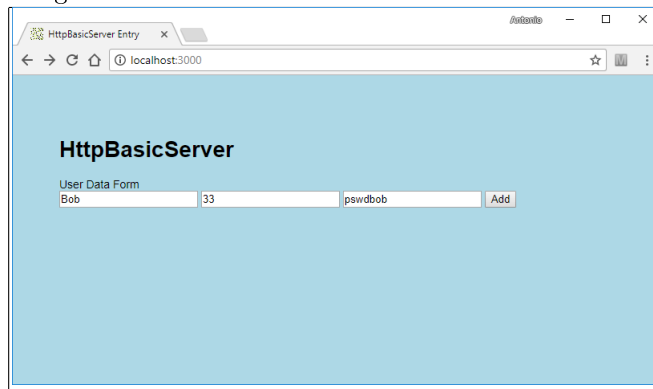 Antonio
HttpBasicServer Entry
localhost:3000
HttpBasicServer
User Data Form
Bob 33 pswdbob Add